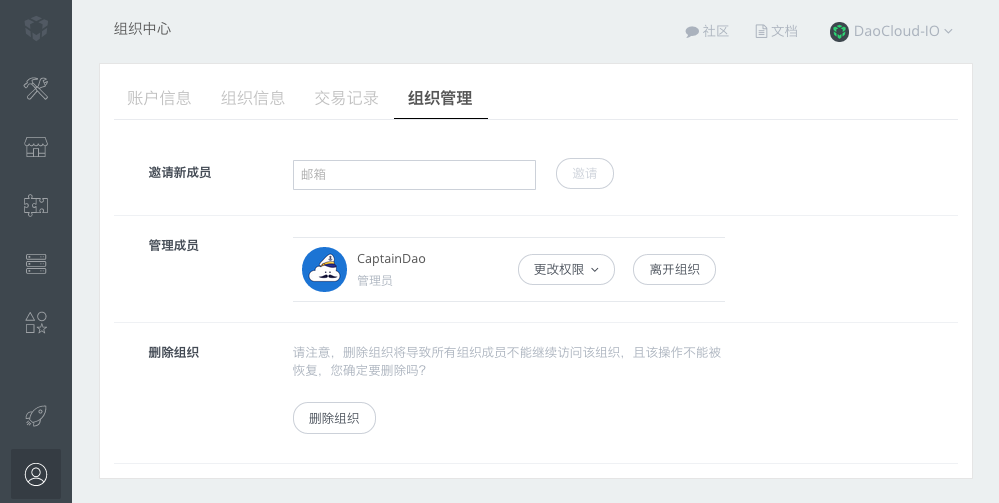 组织中心
社区
文档
DaoCloud-IO
账户信息
组织信息
交易记录
组织管理
邀请新成员
邮箱
邀请
管理成员
CaptainDao
管理员
更改权限
离开组织
删除组织
请注意，删除组织将导致所有组织成员不能继续访问该组织，且该操作不能被
恢复，您确定要删除吗？
删除组织